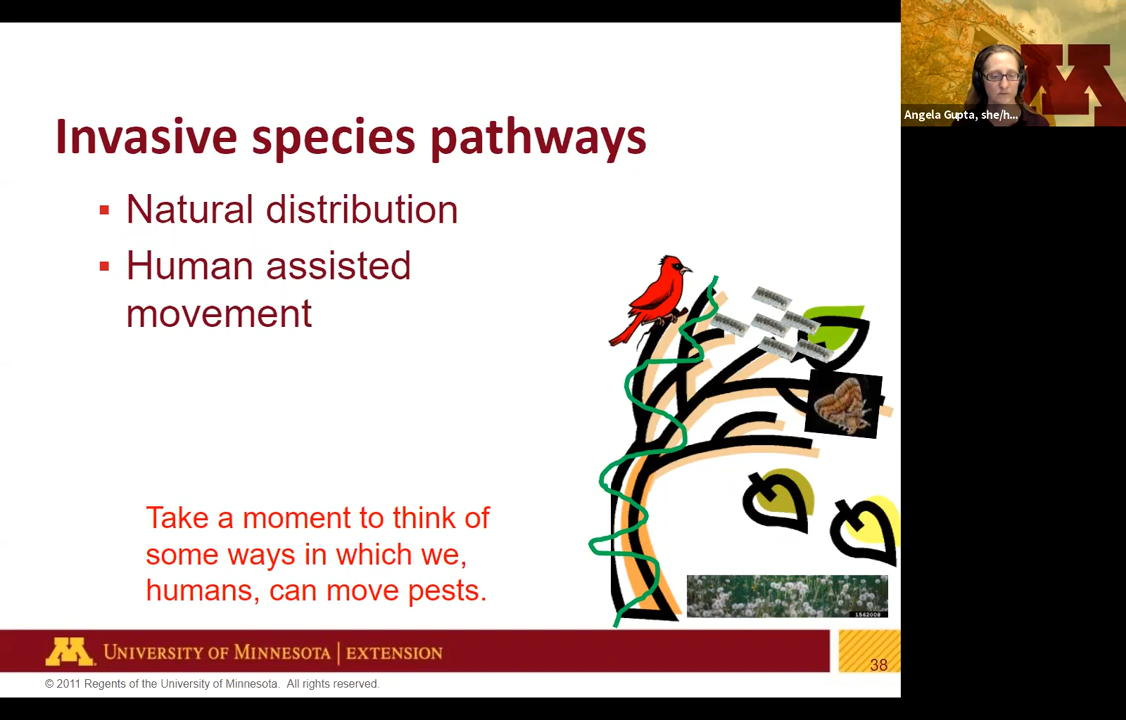 Invasive species pathways
Natural distribution
Human assisted
movement
Take a moment to think of
some ways in which we,
humans, can move pests.
1562008
UNIVERSITY OF MINNESOTA | EXTENSION
38
© 2011 Regents of the University of Minnesota. All rights reserved.
Angela Gupta, she/h...